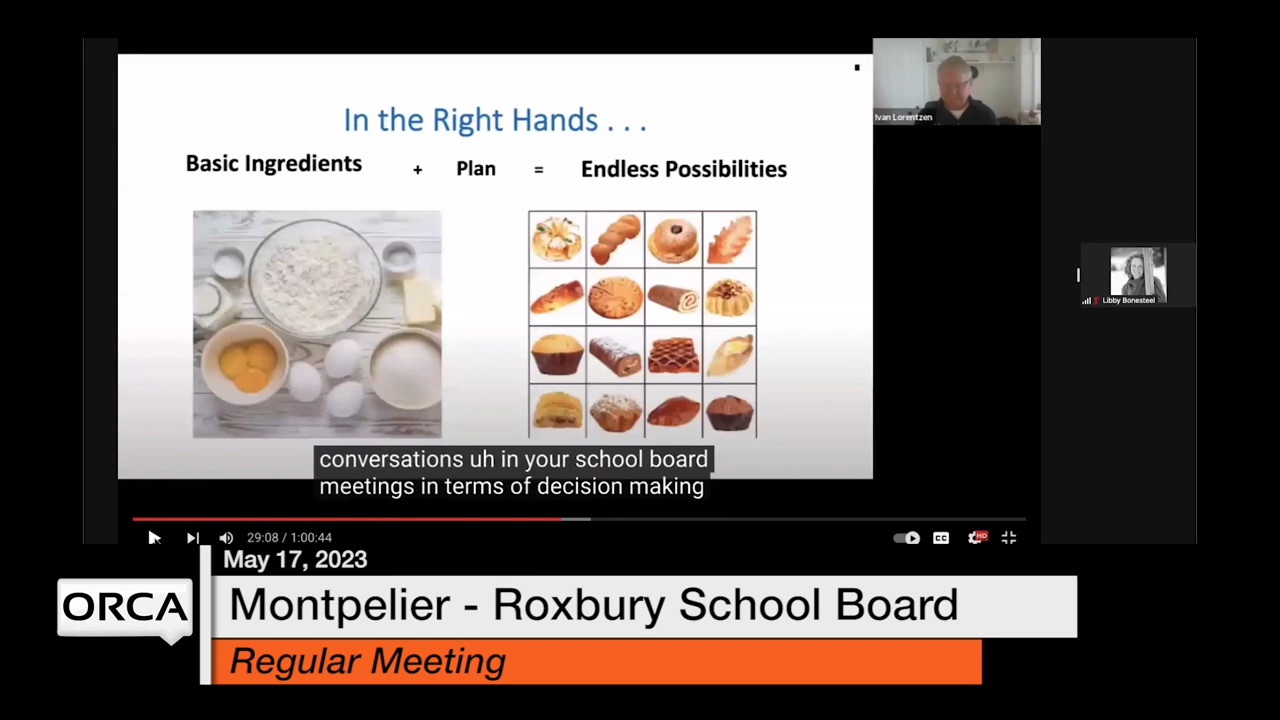 In the Right Hands . . .
Basic Ingredients + Plan = Endless Possibilities
Ivan Lorentzen
Libby Bonesteel
conversations uh in your school board
meetings in terms of decision making
29:08 / 1:00:44
CC
HD
May 17, 2023
ORCA
Montpelier - Roxbury School Board
Regular Meeting